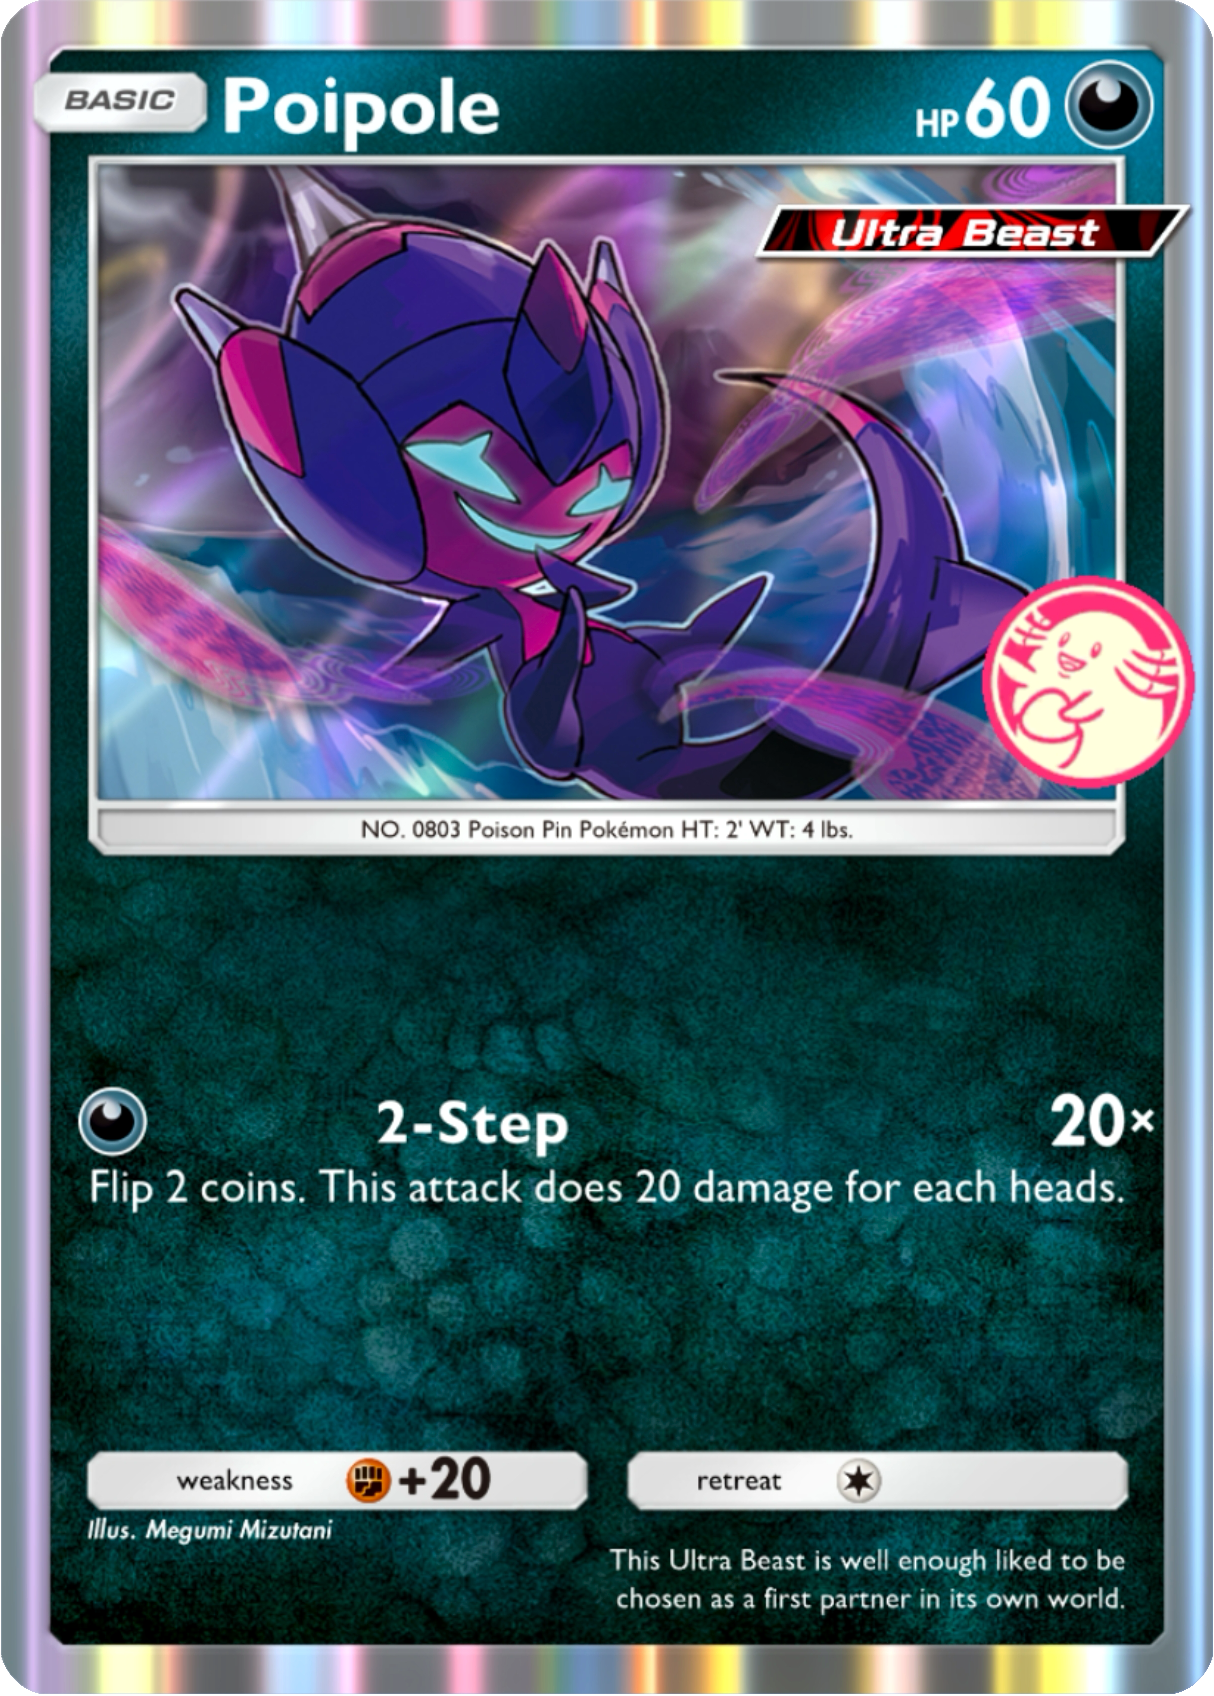 BASIC Poipole HP 60
Ultra Beast
NO. 0803 Poison Pin Pokémon HT: 2' WT: 4 lbs.
2-Step 20×
Flip 2 coins. This attack does 20 damage for each heads.
weakness +20 retreat
Illus. Megumi Mizutani
This Ultra Beast is well enough liked to be
chosen as a first partner in its own world.